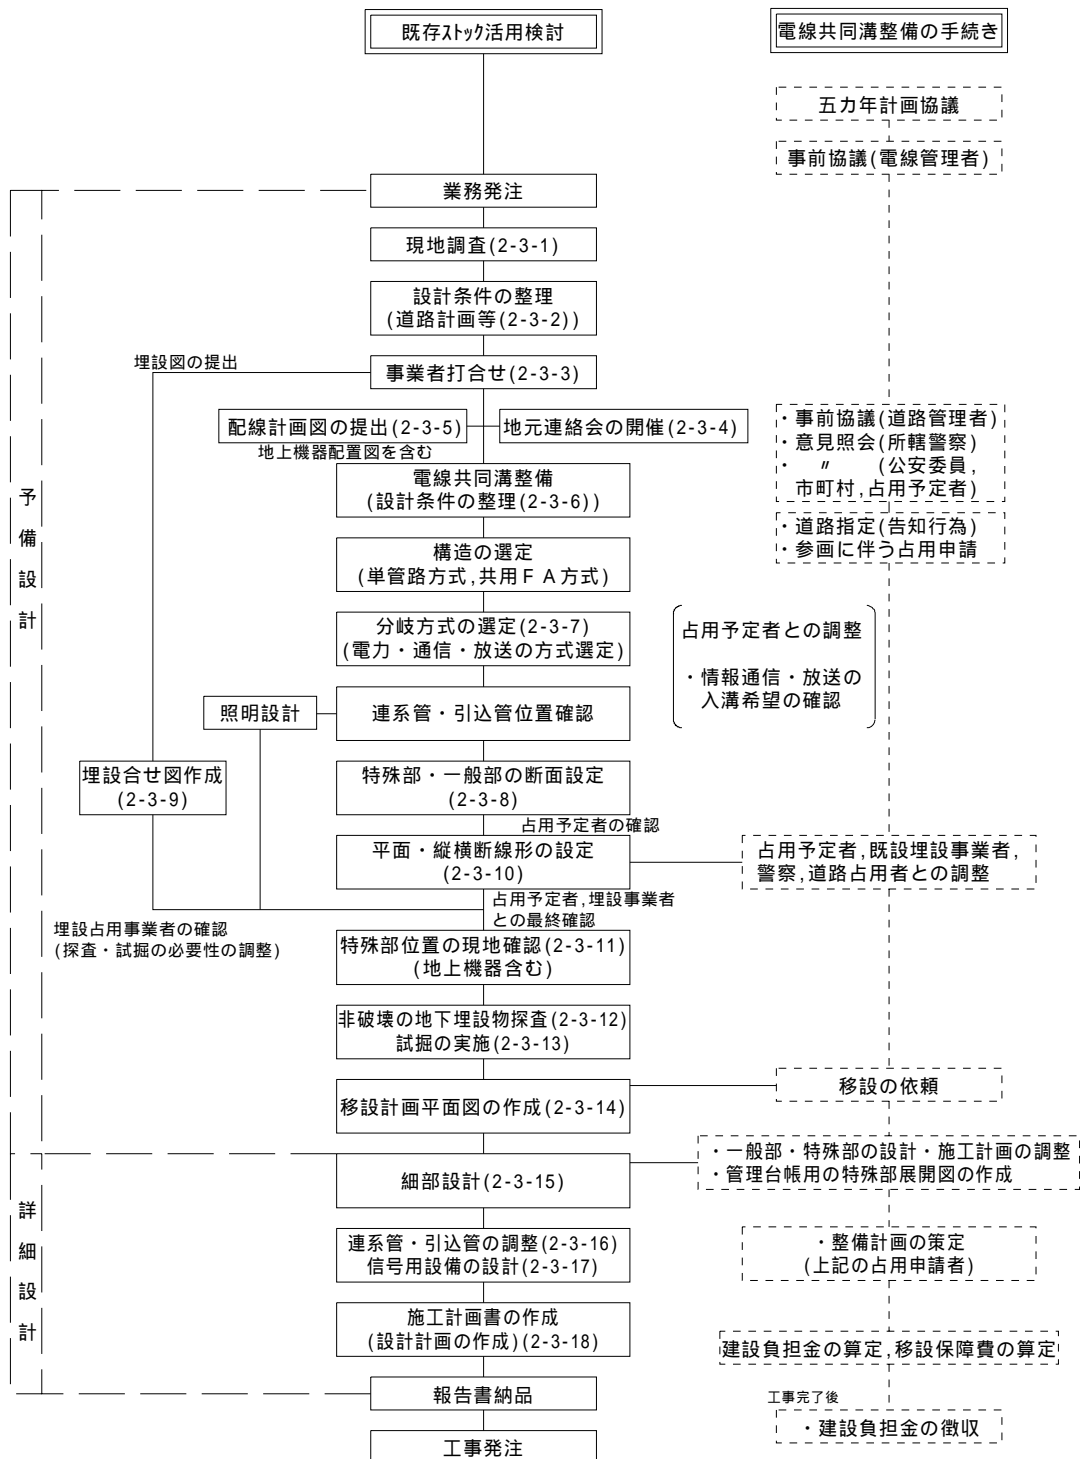 既存ストック活用検討
電線共同溝整備の手続き
五カ年計画協議
事前協議(電線管理者)
業務発注
現地調査(2-3-1)
設計条件の整理
(道路計画等(2-3-2))
埋設図の提出
事業者打合せ(2-3-3)
配線計画図の提出(2-3-5)
地元連絡会の開催(2-3-4)
地上機器配置図を含む
・事前協議(道路管理者)
・意見照会(所轄警察)
・　〃　(公安委員,
市町村,占用予定者)
電線共同溝整備
(設計条件の整理(2-3-6))
・道路指定(告知行為)
・参画に伴う占用申請
予備設計
構造の選定
(単管路方式,共用ＦＡ方式)
分岐方式の選定(2-3-7)
(電力・通信・放送の方式選定)
占用予定者との調整
・情報通信・放送の
入溝希望の確認
照明設計
連系管・引込管位置確認
埋設合せ図作成
(2-3-9)
特殊部・一般部の断面設定
(2-3-8)
占用予定者の確認
平面・縦横断線形の設定
(2-3-10)
占用予定者,既設埋設事業者,
警察,道路占用者との調整
占用予定者,埋設事業者
との最終確認
埋設占用事業者の確認
(探査・試掘の必要性の調整)
特殊部位置の現地確認(2-3-11)
(地上機器含む)
非破壊の地下埋設物探査(2-3-12)
試掘の実施(2-3-13)
移設の依頼
移設計画平面図の作成(2-3-14)
・一般部・特殊部の設計・施工計画の調整
・管理台帳用の特殊部展開図の作成
細部設計(2-3-15)
詳細設計
連系管・引込管の調整(2-3-16)
信号用設備の設計(2-3-17)
・整備計画の策定
(上記の占用申請者)
施工計画書の作成
(設計計画の作成)(2-3-18)
建設負担金の算定,移設保障費の算定
報告書納品
工事完了後
・建設負担金の徴収
工事発注